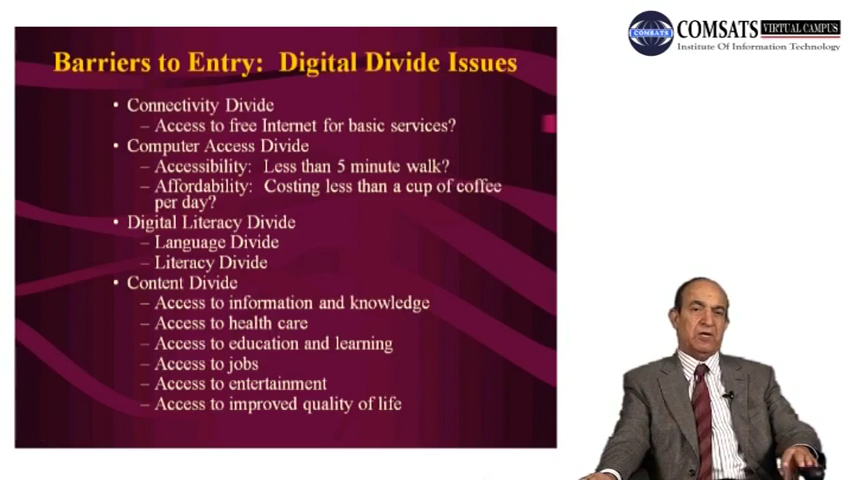 COMSATS VIRTUAL CAMPUS
COMSATS
Institute Of Information Technology
Barriers to Entry: Digital Divide Issues
• Connectivity Divide
– Access to free Internet for basic services?
• Computer Access Divide
– Accessibility: Less than 5 minute walk?
– Affordability: Costing less than a cup of coffee
per day?
• Digital Literacy Divide
– Language Divide
– Literacy Divide
• Content Divide
– Access to information and knowledge
– Access to health care
– Access to education and learning
– Access to jobs
– Access to entertainment
– Access to improved quality of life